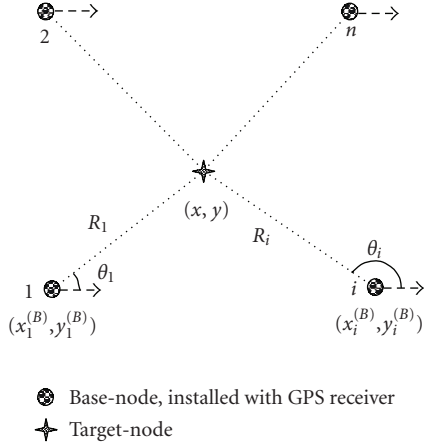 2
n
(x, y)
R₁
Rᵢ
θ₁
θᵢ
1
i
(x₁^(B), y₁^(B))
(xᵢ^(B), yᵢ^(B))
Base-node, installed with GPS receiver
Target-node